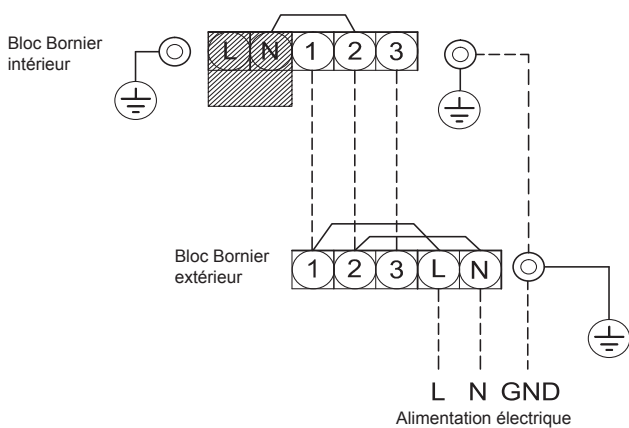 Bloc Bornier
intérieur
L N 1 2 3
Bloc Bornier
extérieur
1 2 3 L N
L N GND
Alimentation électrique